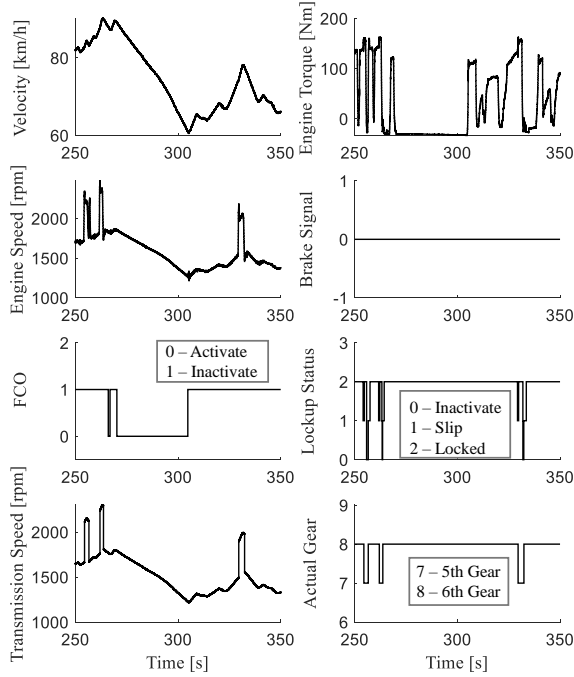 Velocity [km/h]
80
60
250
300
350
Engine Torque [Nm]
200
100
0
250
300
350
Engine Speed [rpm]
2000
1500
1000
250
300
350
Brake Signal
1
0
-1
250
300
350
FCO
2
1
0
0 – Activate
1 – Inactivate
250
300
350
Lockup Status
3
2
1
0
0 – Inactivate
1 – Slip
2 – Locked
250
300
350
Transmission Speed [rpm]
2000
1500
1000
250
300
350
Time [s]
Actual Gear
9
8
7
6
7 – 5th Gear
8 – 6th Gear
250
300
350
Time [s]